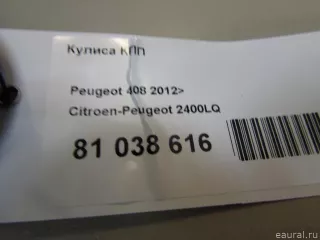 Кулиса КПП
Peugeot 408 2012>
Citroen-Peugeot 2400LQ
81 038 616
eaural.ru